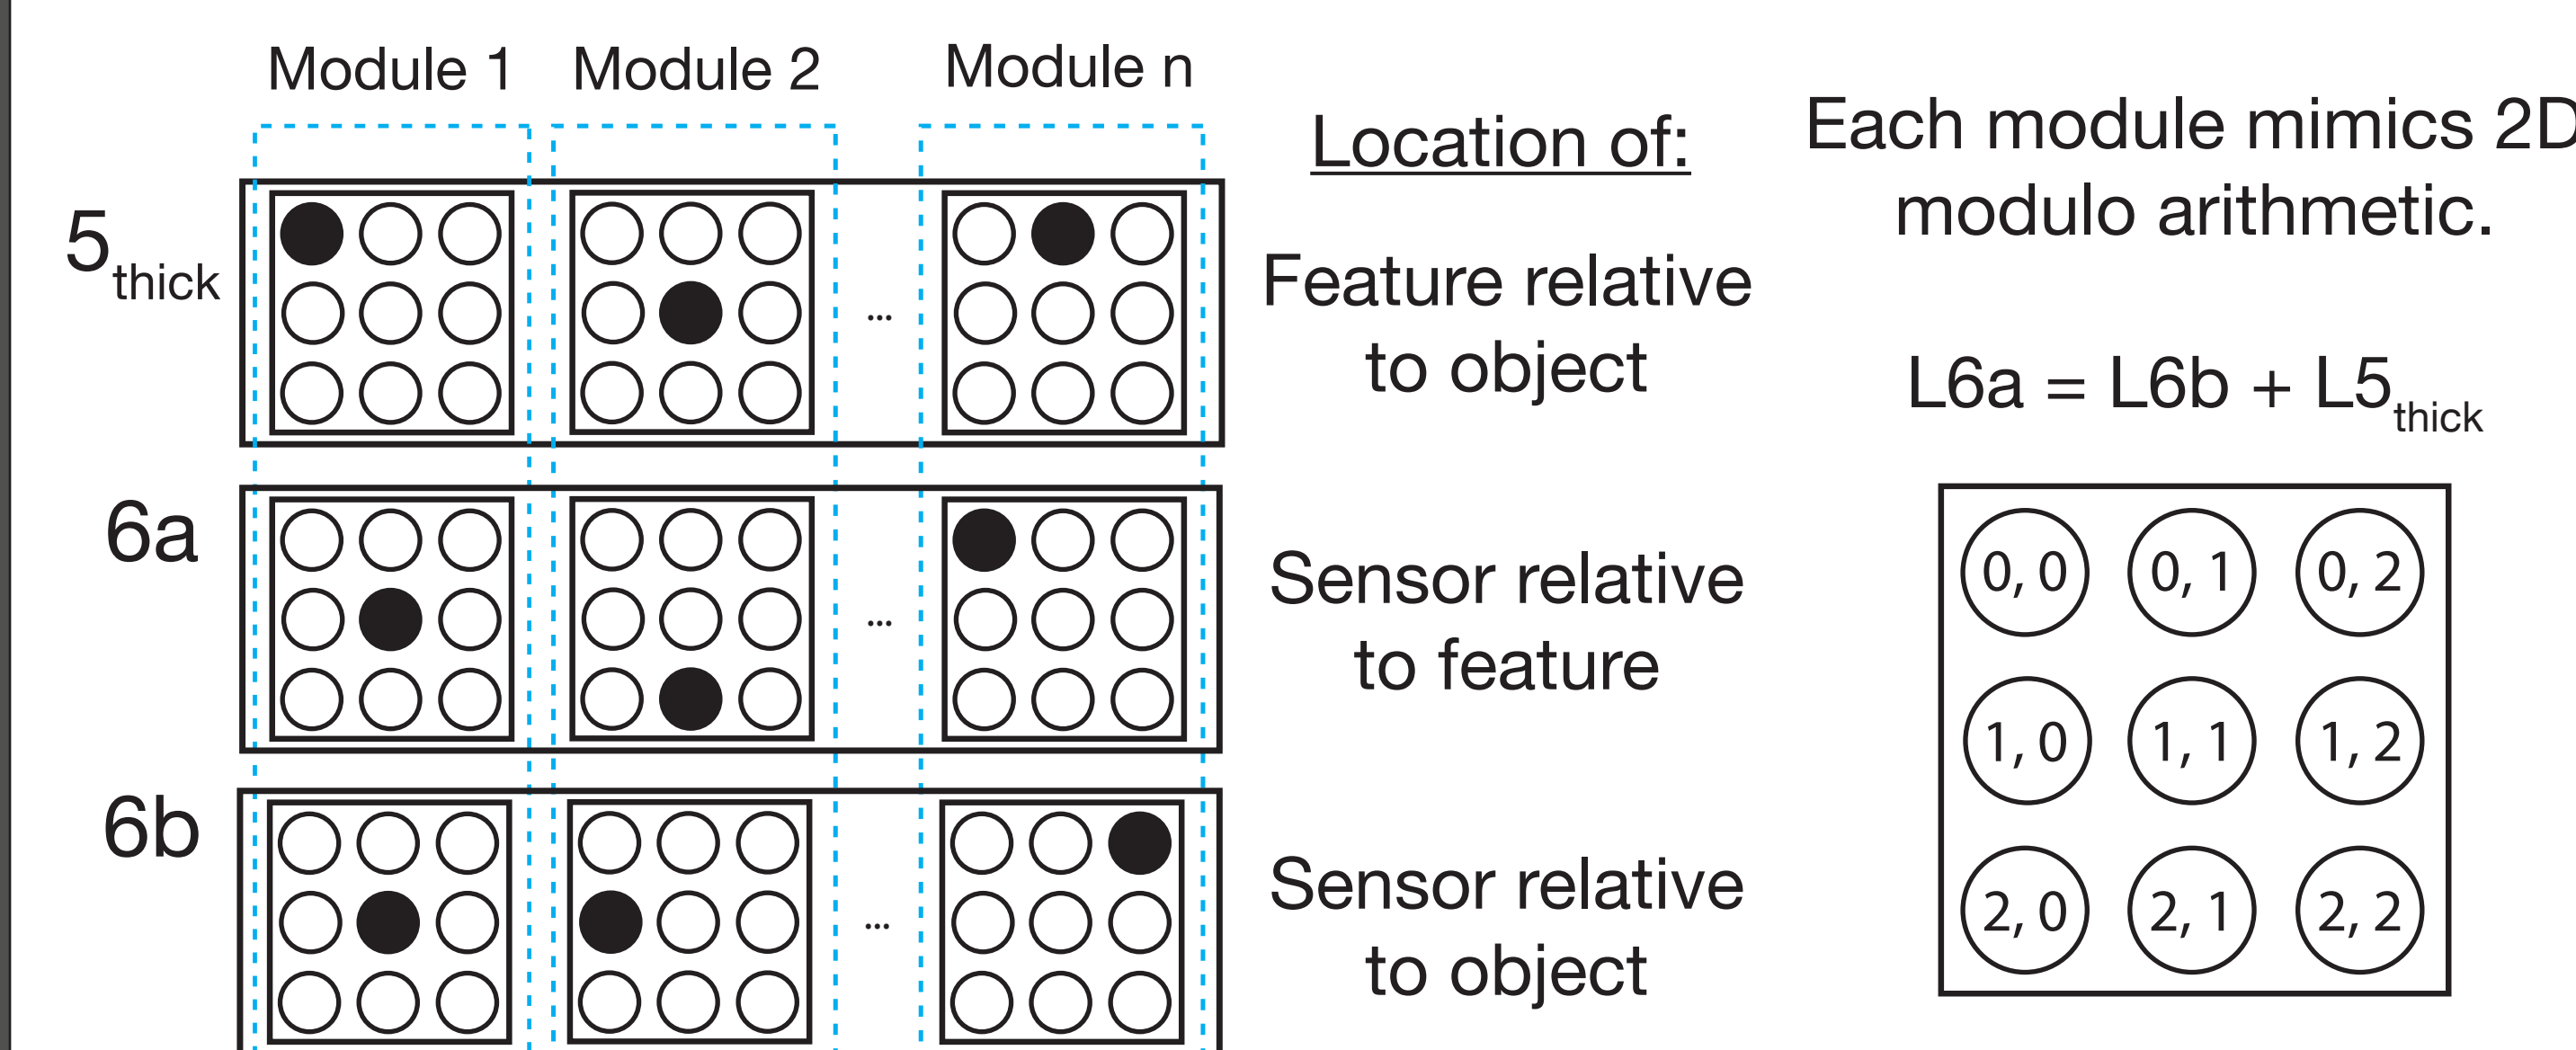 Module 1 Module 2 Module n
5thick
...
6a
...
6b
...
Location of:
Feature relative
to object
Sensor relative
to feature
Sensor relative
to object
Each module mimics 2D
modulo arithmetic.
L6a = L6b + L5thick
0, 0 0, 1 0, 2
1, 0 1, 1 1, 2
2, 0 2, 1 2, 2